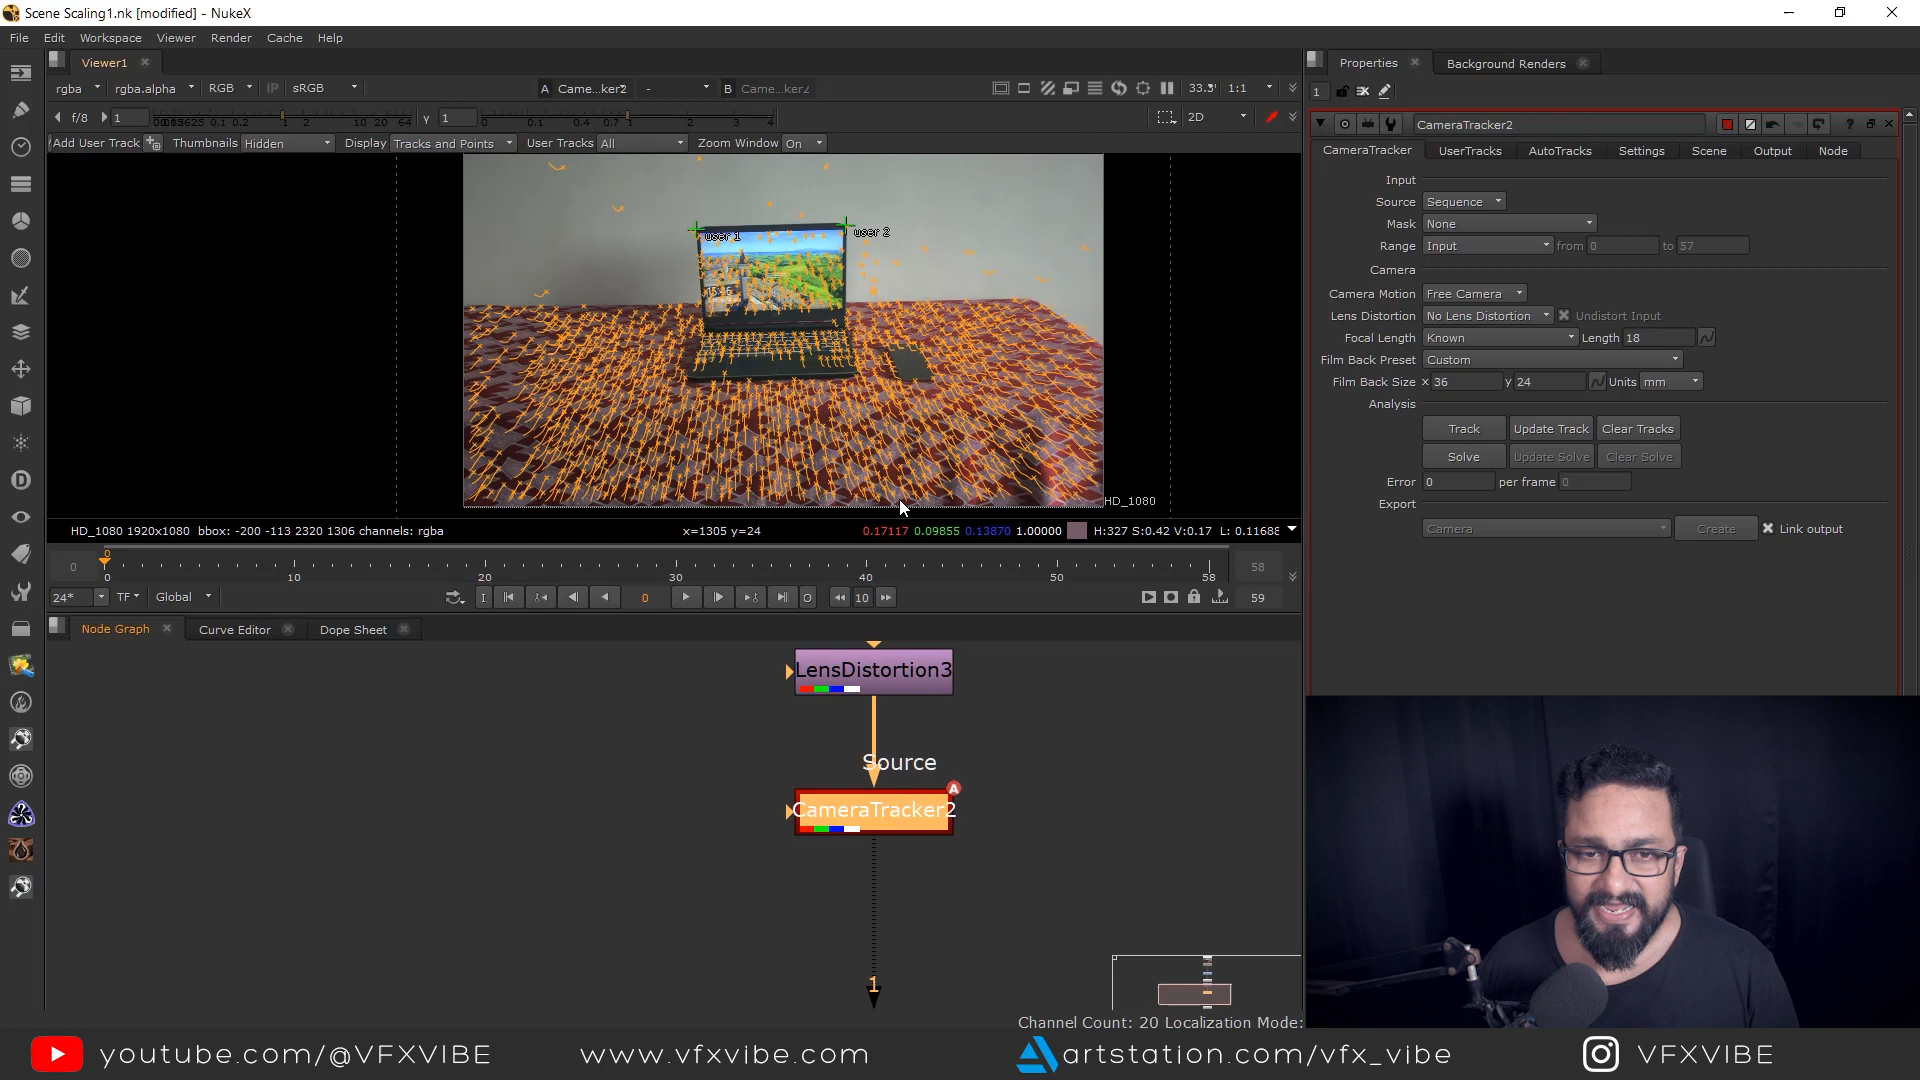 Scene Scaling1.nk [modified] - NukeX
File Edit Workspace Viewer Render Cache Help
Viewer1
Properties Background Renders
rgba rgba.alpha RGB IP sRGB A Came...ker2 - B Came...ker2 33.3 1:1
1
f/8 1 y 1 2D
CameraTracker2
Add User Track Thumbnails Hidden Display Tracks and Points User Tracks All Zoom Window On
CameraTracker UserTracks AutoTracks Settings Scene Output Node
Input
Source Sequence
Mask None
Range Input from 0 to 57
Camera
Camera Motion Free Camera
Lens Distortion No Lens Distortion Undistort Input
Focal Length Known Length 18
Film Back Preset Custom
Film Back Size x 36 y 24 Units mm
Analysis
Track Update Track Clear Tracks
Solve Update Solve Clear Solve
Error 0 per frame 0
Export
Camera Create Link output
user 1 user 2
HD_1080
HD_1080 1920x1080 bbox: -200 -113 2320 1306 channels: rgba x=1305 y=24 0.17117 0.09855 0.13870 1.00000 H:327 S:0.42 V:0.17 L: 0.11688
0
0 0 10 20 30 40 50 58 58
24* TF Global I 0 O 10 59
Node Graph Curve Editor Dope Sheet
LensDistortion3
Source
A
CameraTracker2
1
Channel Count: 20 Localization Mode:
youtube.com/@VFXVIBE www.vfxvibe.com artstation.com/vfx_vibe VFXVIBE